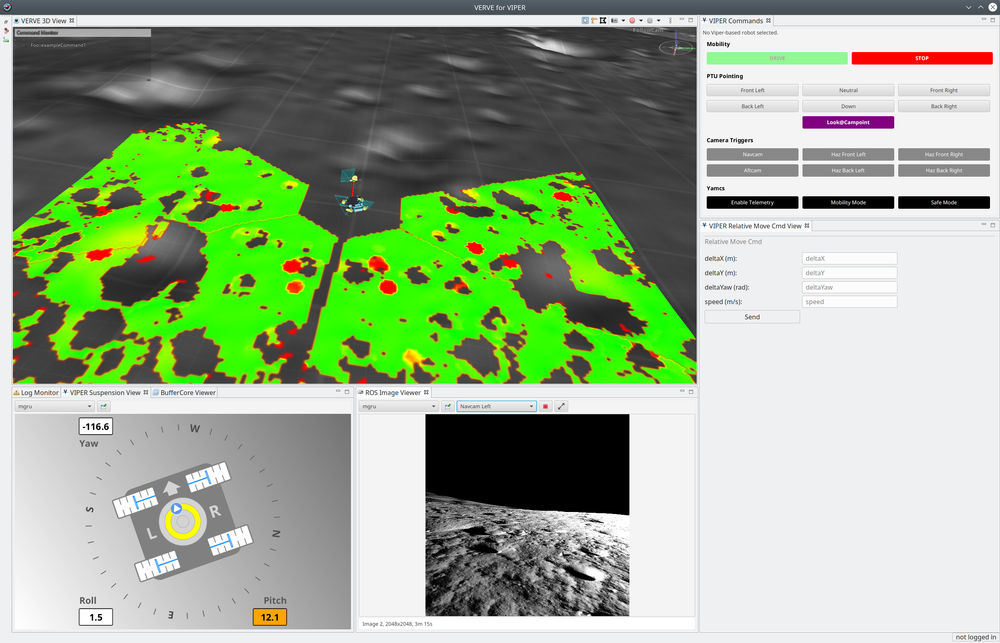 VERVE for VIPER
VERVE 3D View
Command Monitor
- -
- - Foo::exampleCommand1
FollowCam
VIPER Commands
No Viper-based robot selected.
Mobility
DRIVE STOP
PTU Pointing
Front Left Neutral Front Right
Back Left Down Back Right
Look@Campoint
Camera Triggers
Navcam Haz Front Left Haz Front Right
Aftcam Haz Back Left Haz Back Right
Yamcs
Enable Telemetry Mobility Mode Safe Mode
VIPER Relative Move Cmd View
Relative Move Cmd
deltaX (m): deltaX
deltaY (m): deltaY
deltaYaw (rad): deltaYaw
speed (m/s): speed
Send
Log Monitor VIPER Suspension View BufferCore Viewer
mgru
-116.6
Yaw
W
S
R
L
N
Roll
Pitch
E
1.5
12.1
ROS Image Viewer
mgru Navcam Left
Image 2, 2048x2048, 3m 15s
not logged in